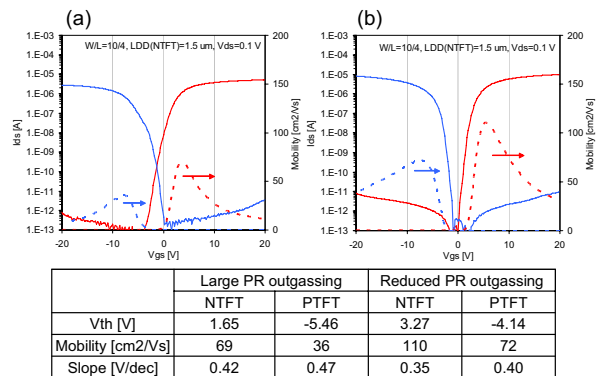 (a)
(b)
W/L=10/4, LDD(NTFT)=1.5 um, Vds=0.1 V
1.E-03
1.E-04
1.E-05
1.E-06
1.E-07
1.E-08
1.E-09
1.E-10
1.E-11
1.E-12
1.E-13
Ids [A]
200
150
100
50
0
Mobility [cm2/Vs]
-20 -10 0 10 20
Vgs [V]
W/L=10/4, LDD(NTFT)=1.5 um, Vds=0.1 V
1.E-03
1.E-04
1.E-05
1.E-06
1.E-07
1.E-08
1.E-09
1.E-10
1.E-11
1.E-12
1.E-13
Ids [A]
200
150
100
50
0
Mobility [cm2/Vs]
-20 -10 0 10 20
Vgs [V]
Large PR outgassing Reduced PR outgassing
NTFT PTFT NTFT PTFT
Vth [V] 1.65 -5.46 3.27 -4.14
Mobility [cm2/Vs] 69 36 110 72
Slope [V/dec] 0.42 0.47 0.35 0.40